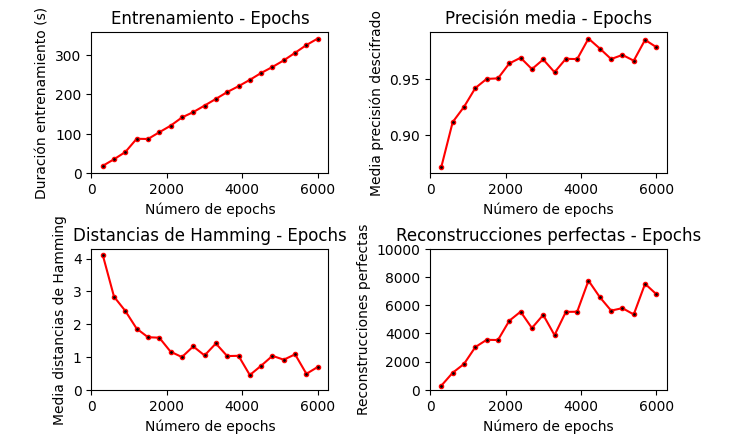 Entrenamiento - Epochs
Duración entrenamiento (s)
300
200
100
0
0 2000 4000 6000
Número de epochs
Precisión media - Epochs
Media precisión descifrado
0.95
0.90
0 2000 4000 6000
Número de epochs
Distancias de Hamming - Epochs
Media distancias de Hamming
4
3
2
1
0
0 2000 4000 6000
Número de epochs
Reconstrucciones perfectas - Epochs
Reconstrucciones perfectas
10000
8000
6000
4000
2000
0
0 2000 4000 6000
Número de epochs